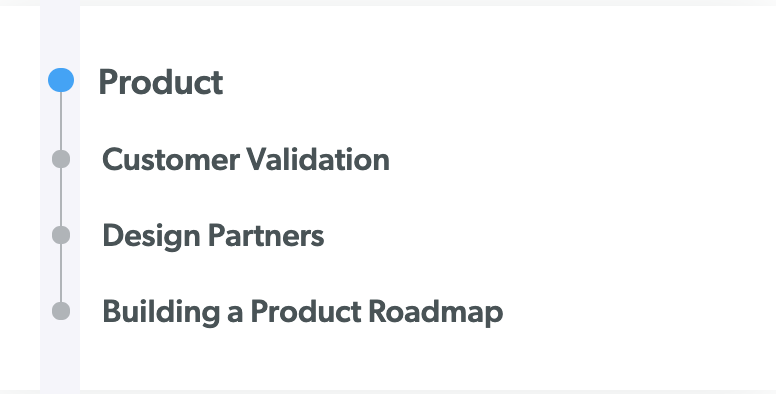 Product
Customer Validation
Design Partners
Building a Product Roadmap